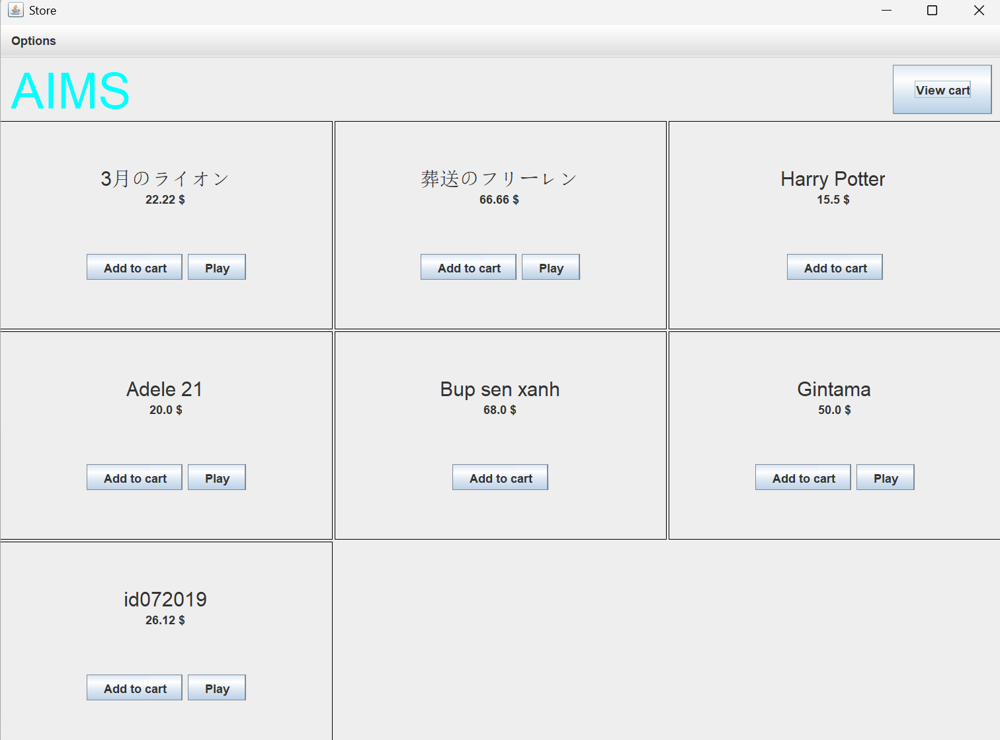 Store
Options
AIMS
View cart
3月のライオン
22.22 $
Add to cart
Play
葬送のフリーレン
66.66 $
Add to cart
Play
Harry Potter
15.5 $
Add to cart
Adele 21
20.0 $
Add to cart
Play
Bup sen xanh
68.0 $
Add to cart
Gintama
50.0 $
Add to cart
Play
id072019
26.12 $
Add to cart
Play